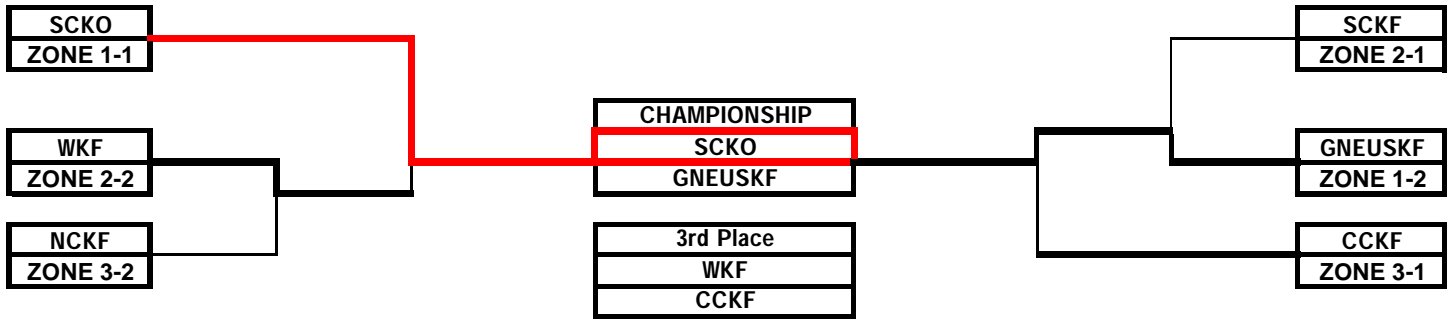 SCKO
ZONE 1-1
WKF
ZONE 2-2
NCKF
ZONE 3-2
CHAMPIONSHIP
SCKO
GNEUSKF
3rd Place
WKF
CCKF
SCKF
ZONE 2-1
GNEUSKF
ZONE 1-2
CCKF
ZONE 3-1